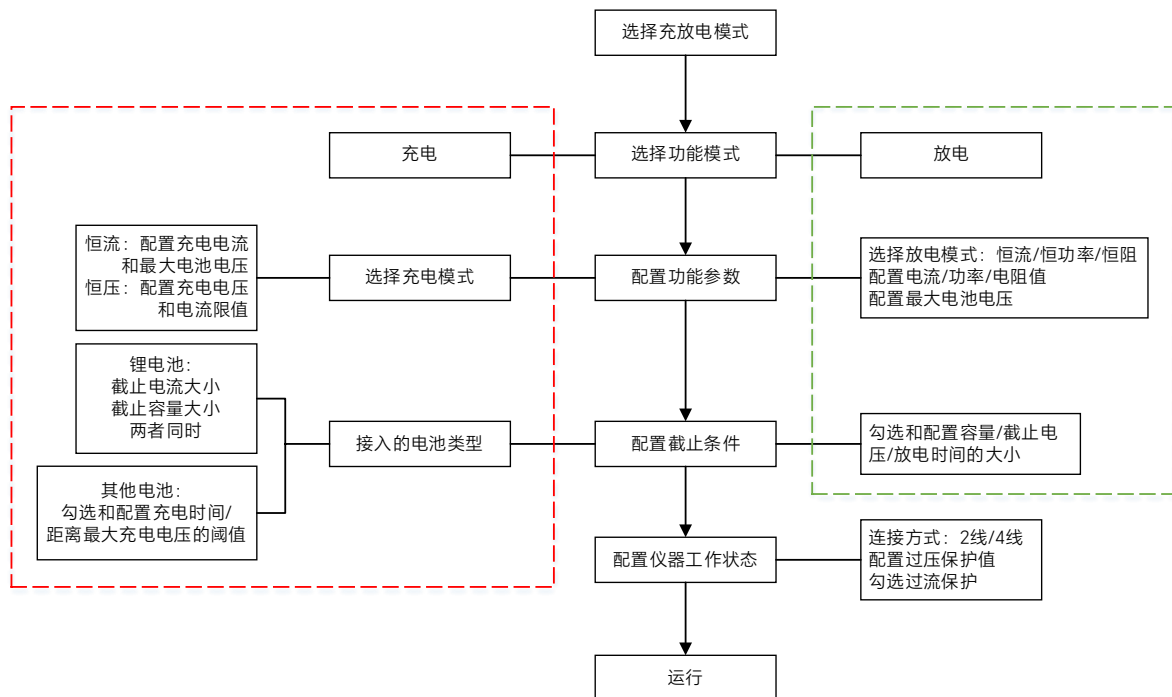 选择充放电模式
充电
选择功能模式
放电
恒流：配置充电电流
和最大电池电压
恒压：配置充电电压
和电流限值
选择充电模式
配置功能参数
选择放电模式：恒流/恒功率/恒阻
配置电流/功率/电阻值
配置最大电池电压
锂电池：
截止电流大小
截止容量大小
两者同时
接入的电池类型
配置截止条件
勾选和配置容量/截止电
压/放电时间的大小
其他电池：
勾选和配置充电时间/
距离最大充电电压的阈值
配置仪器工作状态
连接方式：2线/4线
配置过压保护值
勾选过流保护
运行